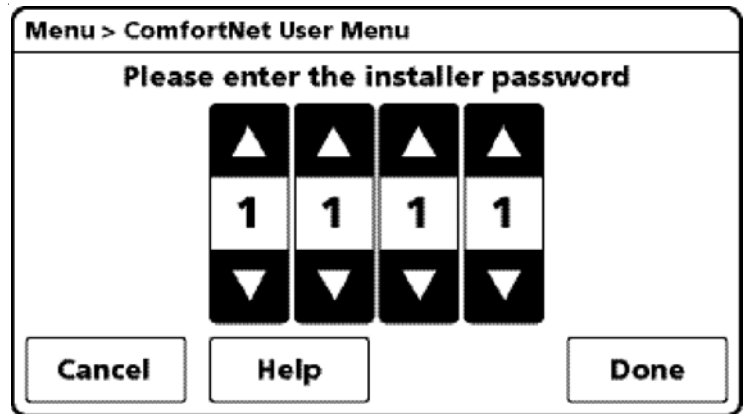 Menu > ComfortNet User Menu
Please enter the installer password
1 1 1 1
Cancel Help Done